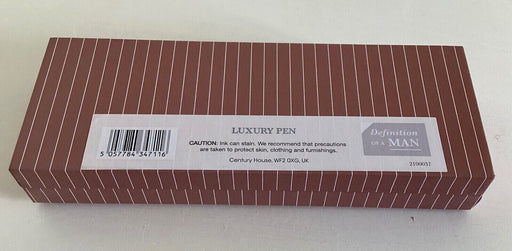 LUXURY PEN
CAUTION: Ink can stain. We recommend that precautions
are taken to protect skin, clothing and furnishings.
Century House, WF2 0XG, UK
5 057784 347116
Definition
OF A MAN
2100037